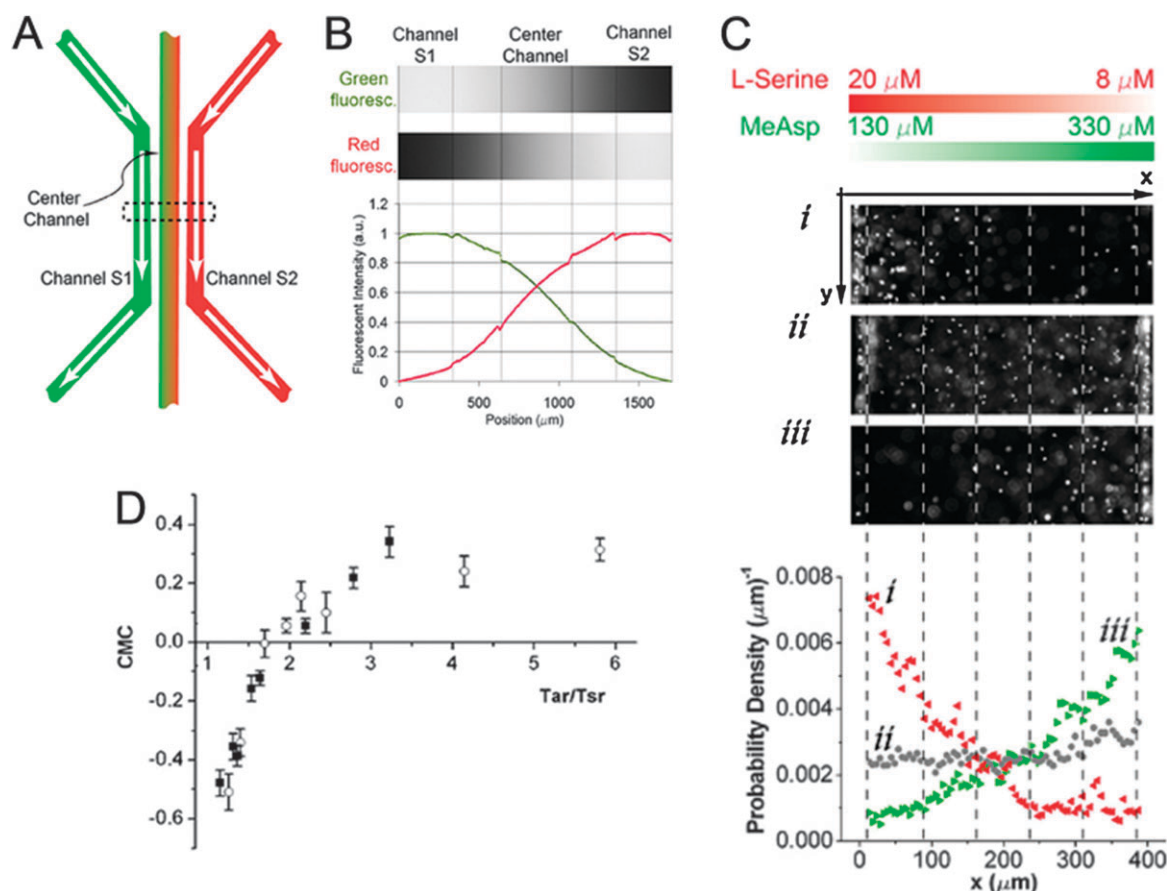 A
Center
Channel
Channel S1
Channel S2
B
Channel
S1
Center
Channel
Channel
S2
Green
fluoresc.
Red
fluoresc.
Fluorescent Intensity (a.u.)
1.2
1
0.8
0.6
0.4
0.2
0
0
500
1000
1500
Position (μm)
C
L-Serine
20 μM
8 μM
MeAsp
130 μM
330 μM
x
y
i
ii
iii
Probability Density (μm)⁻¹
0.008
0.006
0.004
0.002
0.000
i
ii
iii
0
100
200
300
400
x (μm)
D
CMC
0.4
0.2
0.0
-0.2
-0.4
-0.6
1
2
3
4
5
6
Tar/Tsr